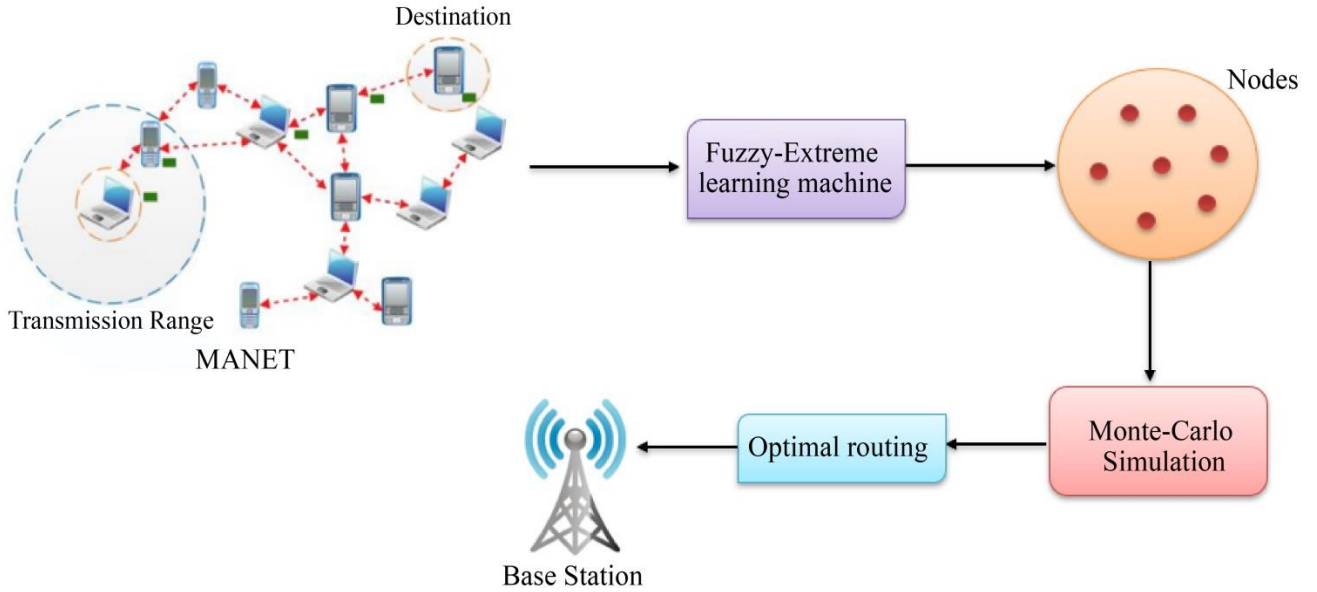 Destination
Transmission Range
MANET
Fuzzy-Extreme
learning machine
Nodes
Monte-Carlo
Simulation
Optimal routing
Base Station